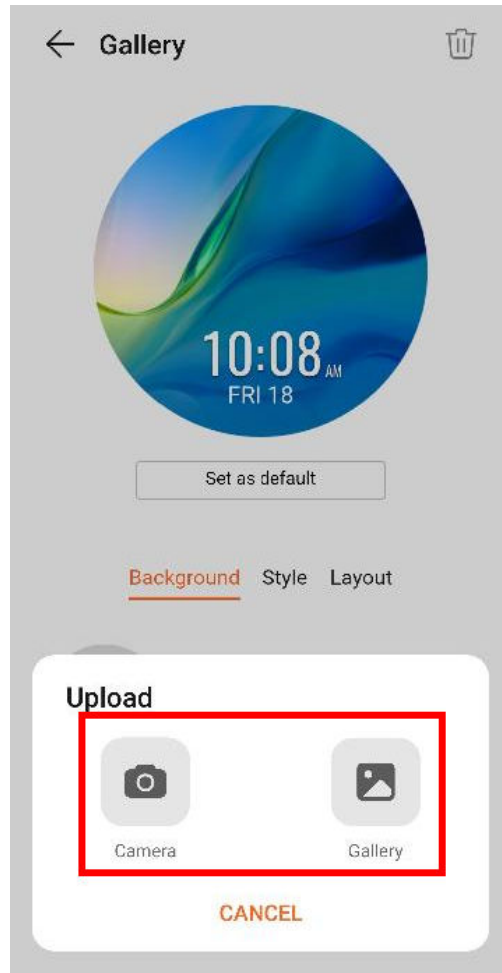 Gallery
10:08 AM
FRI 18
Set as default
Background Style Layout
Upload
Camera Gallery
CANCEL